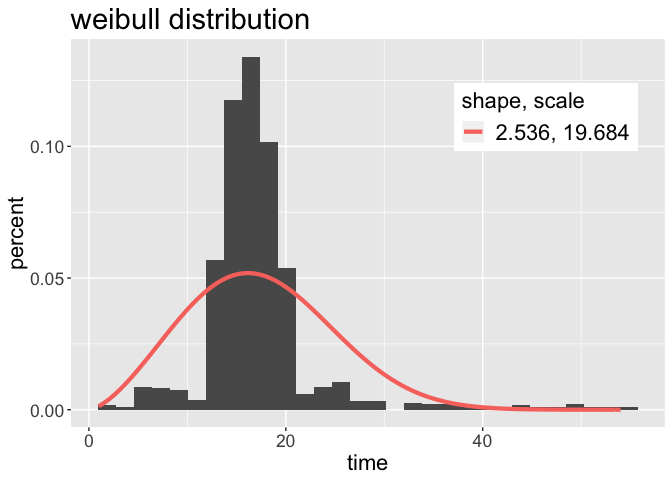 weibull distribution
percent
0.10
0.05
0.00
shape, scale
2.536, 19.684
0
20
40
time